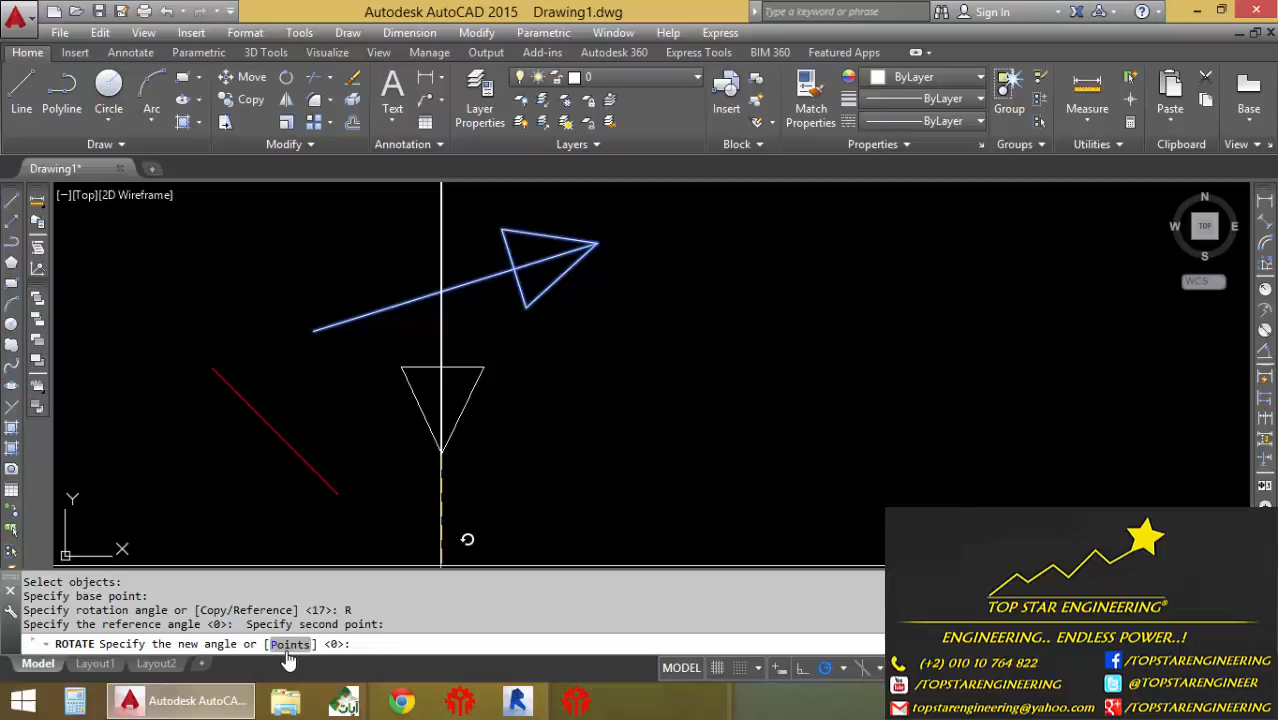 Autodesk AutoCAD 2015 Drawing1.dwg
Type a keyword or phrase
Sign In
File Edit View Insert Format Tools Draw Dimension Modify Parametric Window Help Express
Home Insert Annotate Parametric 3D Tools Visualize View Manage Output Add-ins Autodesk 360 Express Tools BIM 360 Featured Apps
Move
Copy
Line Polyline Circle Arc
Text
Layer
Properties
0
Insert
Match
Properties
ByLayer
ByLayer
ByLayer
Group
Measure
Paste
Base
Draw Modify Annotation Layers Block Properties Groups Utilities Clipboard View
Drawing1*
[−][Top][2D Wireframe]
N
W TOP E
S
WCS
Y
X
Select objects:
Specify base point:
Specify rotation angle or [Copy/Reference] <17>: R
Specify the reference angle <0>: Specify second point:
ROTATE Specify the new angle or [Points] <0>:
Model Layout1 Layout2 +
MODEL
Autodesk AutoCA...
TOP STAR ENGINEERING®
ENGINEERING.. ENDLESS POWER..!
(+2) 010 10 764 822
/TOPSTARENGINEERING
/TOPSTARENGINEERING
@TOPSTARENGINEER
topstarengineering@yahoo.com
/TOPSTARENGINEERING